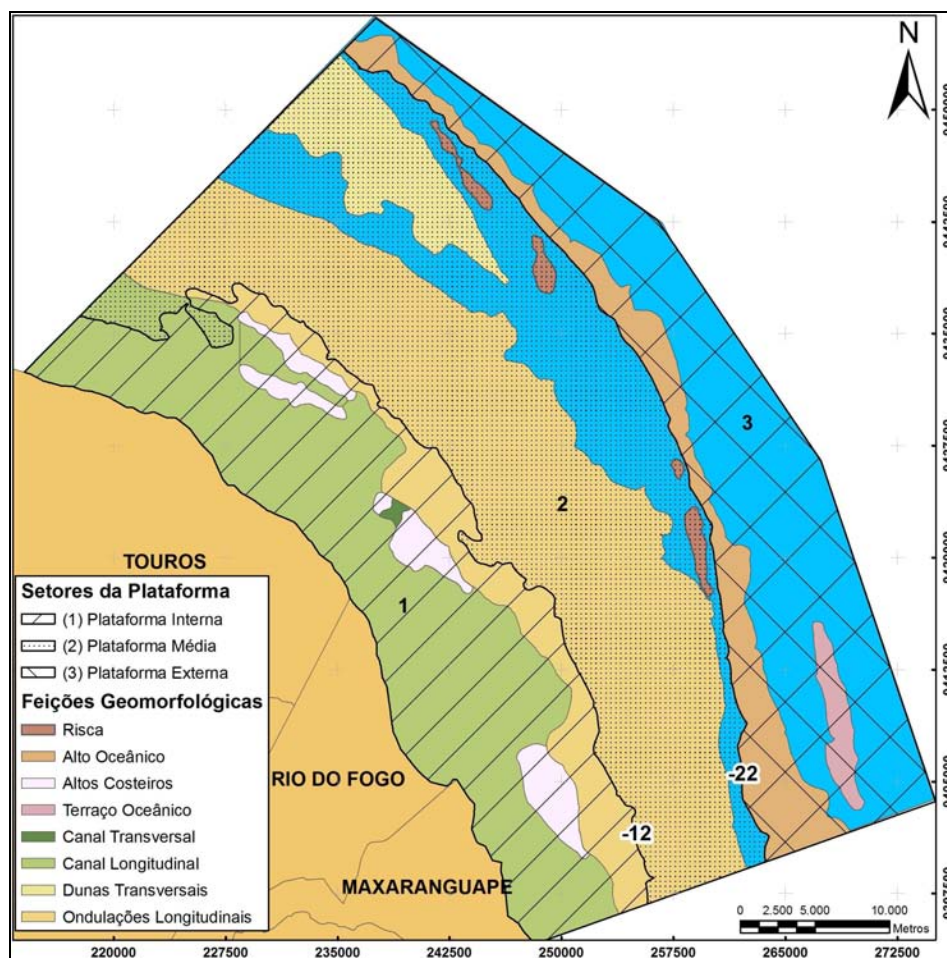 N
3
2
1
TOUROS
Setores da Plataforma
(1) Plataforma Interna
(2) Plataforma Média
(3) Plataforma Externa
Feições Geomorfológicas
Risca
Alto Oceânico
Altos Costeiros
Terraço Oceânico
Canal Transversal
Canal Longitudinal
Dunas Transversais
Ondulações Longitudinais
RIO DO FOGO
-22
-12
MAXARANGUAPE
0 2.500 5.000 10.000
Metros
220000 227500 235000 242500 250000 257500 265000 272500